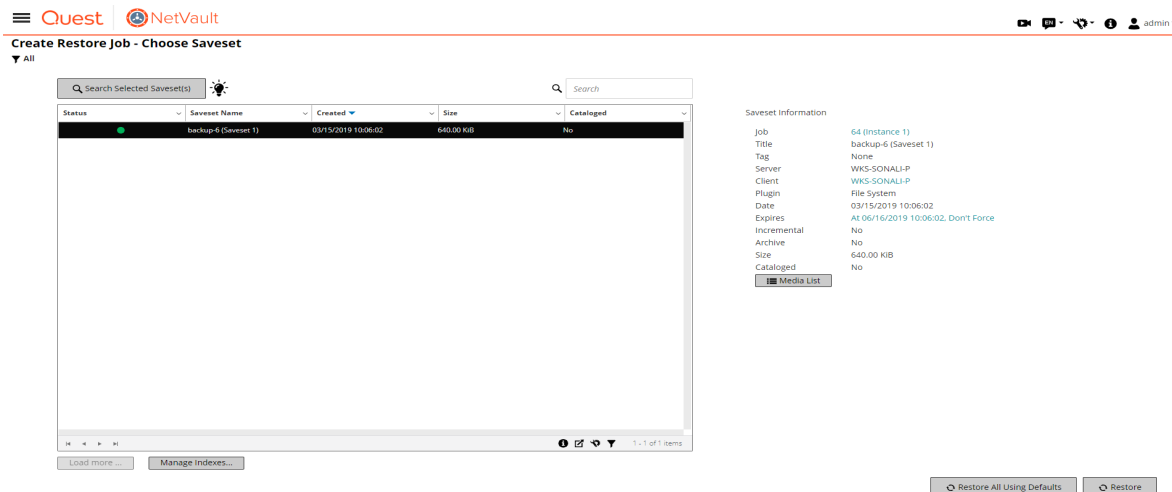 Quest NetVault
EN admin
Create Restore Job - Choose Saveset
All
Search Selected Saveset(s) Search
Status Saveset Name Created Size Cataloged
backup-6 (Saveset 1) 03/15/2019 10:06:02 640.00 KiB No
1 - 1 of 1 items
Load more ... Manage Indexes...
Saveset Information
Job 64 (Instance 1)
Title backup-6 (Saveset 1)
Tag None
Server WKS-SONALI-P
Client WKS-SONALI-P
Plugin File System
Date 03/15/2019 10:06:02
Expires At 06/16/2019 10:06:02, Don't Force
Incremental No
Archive No
Size 640.00 KiB
Cataloged No
Media List
Restore All Using Defaults Restore